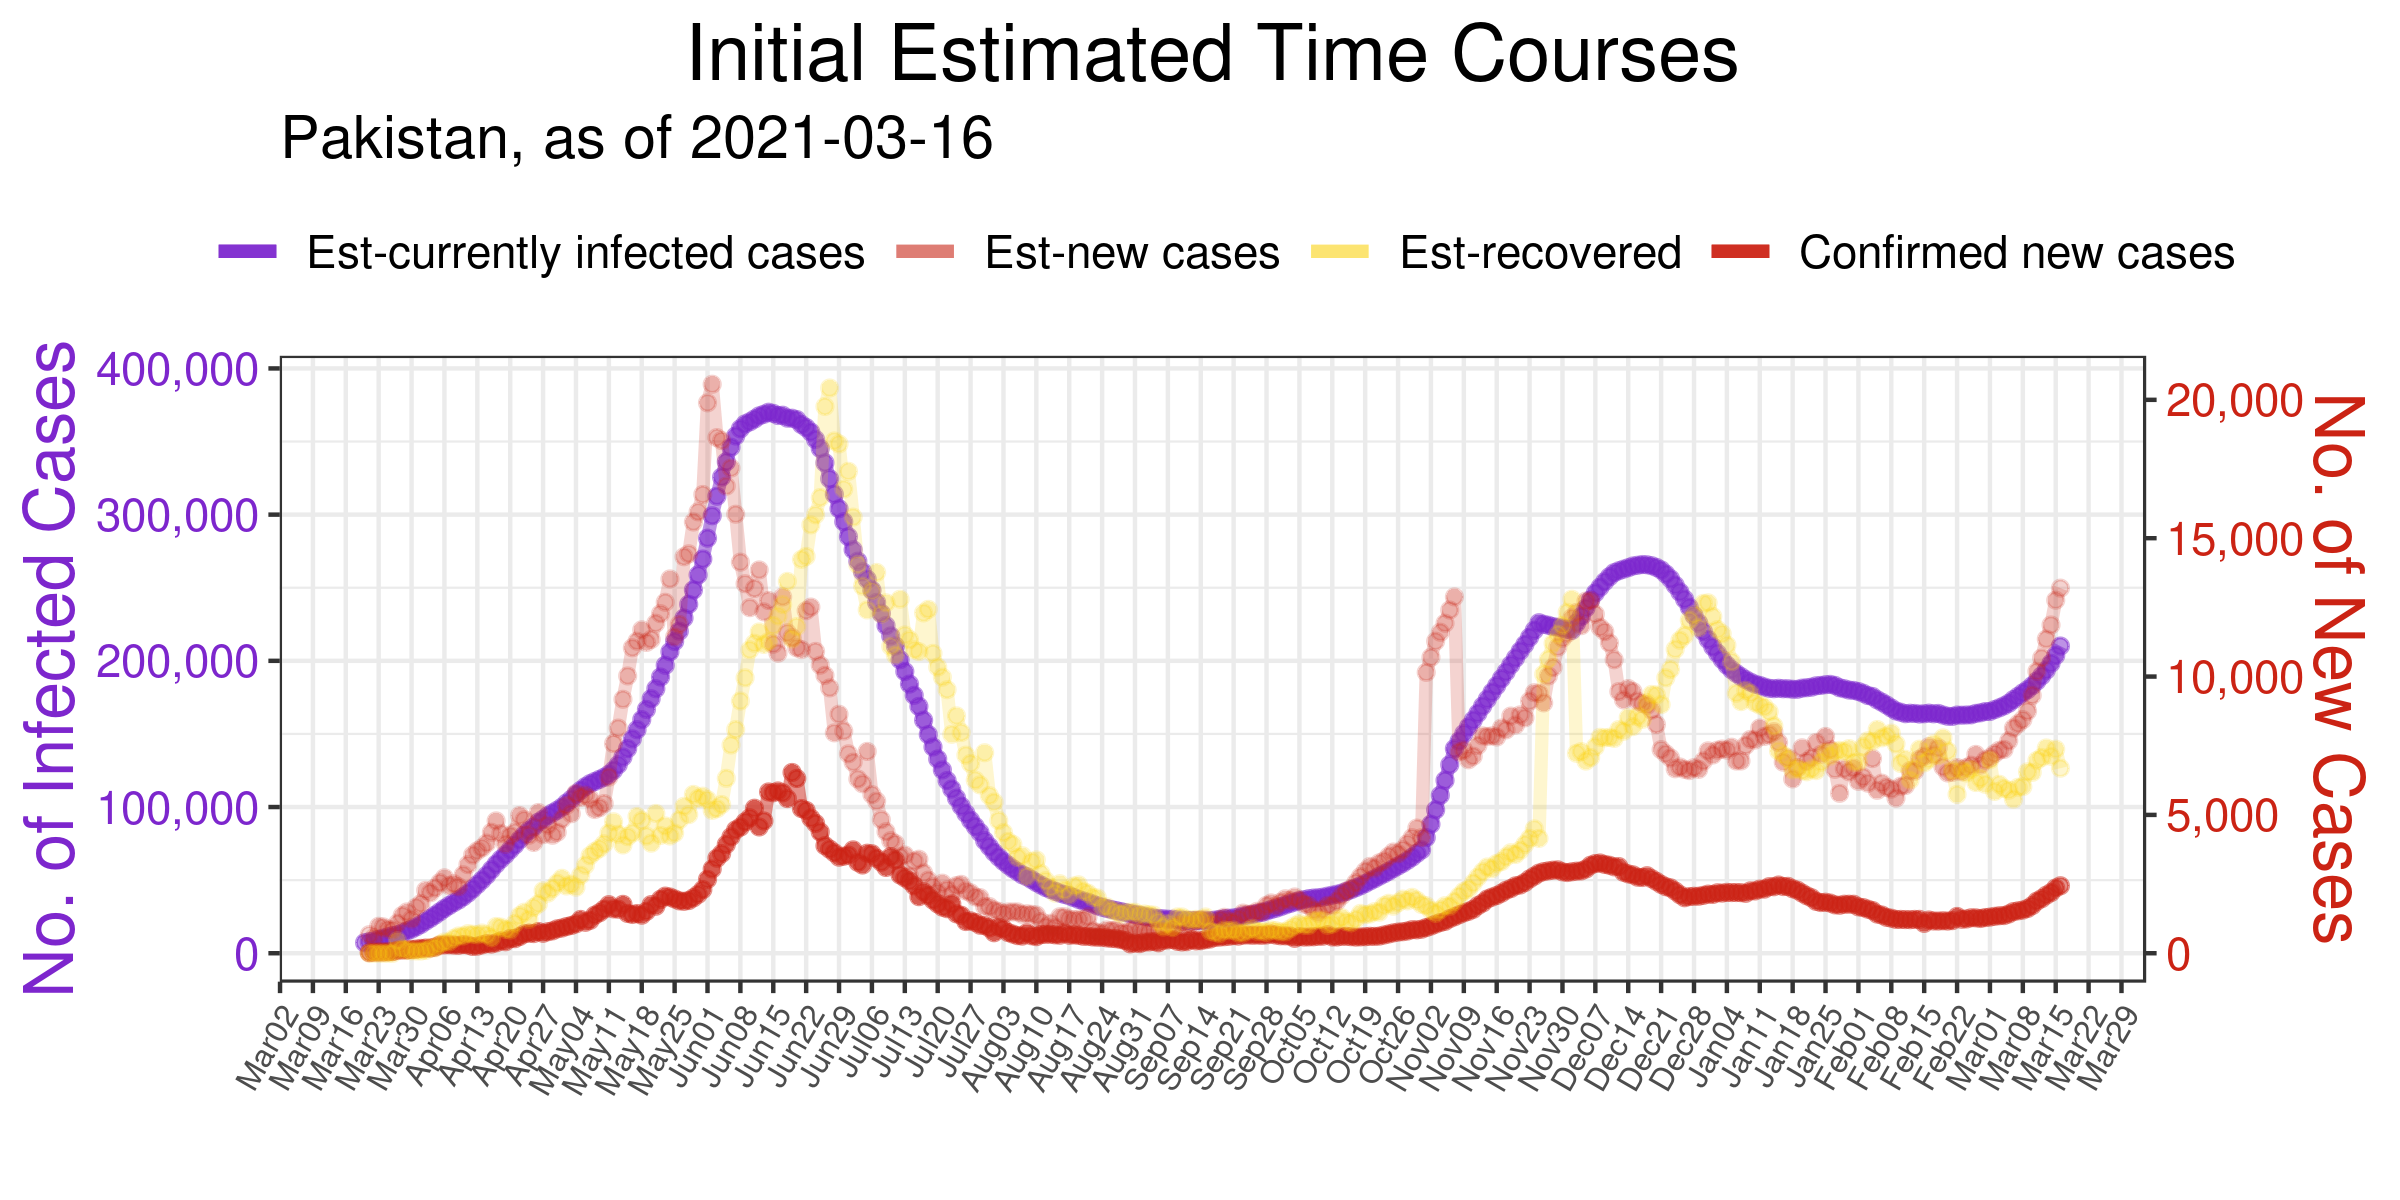 Initial Estimated Time Courses
Pakistan, as of 2021-03-16
Est-currently infected cases Est-new cases Est-recovered Confirmed new cases
No. of Infected Cases
400,000
300,000
200,000
100,000
0
20,000
15,000
10,000
5,000
0
No. of New Cases
Mar02 Mar09 Mar16 Mar23 Mar30 Apr06 Apr13 Apr20 Apr27 May04 May11 May18 May25 Jun01 Jun08 Jun15 Jun22 Jun29 Jul06 Jul13 Jul20 Jul27 Aug03 Aug10 Aug17 Aug24 Aug31 Sep07 Sep14 Sep21 Sep28 Oct05 Oct12 Oct19 Oct26 Nov02 Nov09 Nov16 Nov23 Nov30 Dec07 Dec14 Dec21 Dec28 Jan04 Jan11 Jan18 Jan25 Feb01 Feb08 Feb15 Feb22 Mar01 Mar08 Mar15 Mar22 Mar29